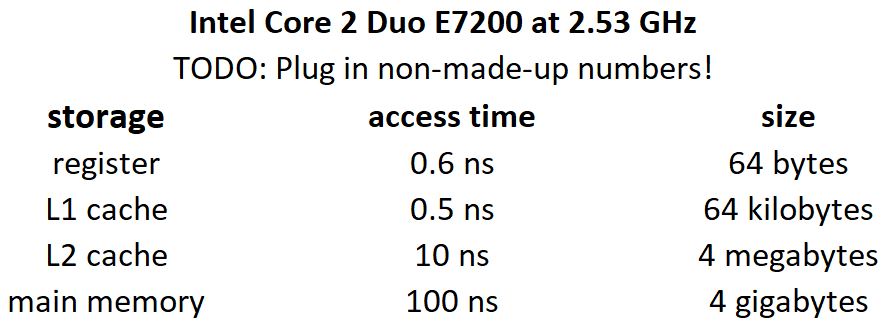 Intel Core 2 Duo E7200 at 2.53 GHz
TODO: Plug in non-made-up numbers!
storage access time size
register 0.6 ns 64 bytes
L1 cache 0.5 ns 64 kilobytes
L2 cache 10 ns 4 megabytes
main memory 100 ns 4 gigabytes